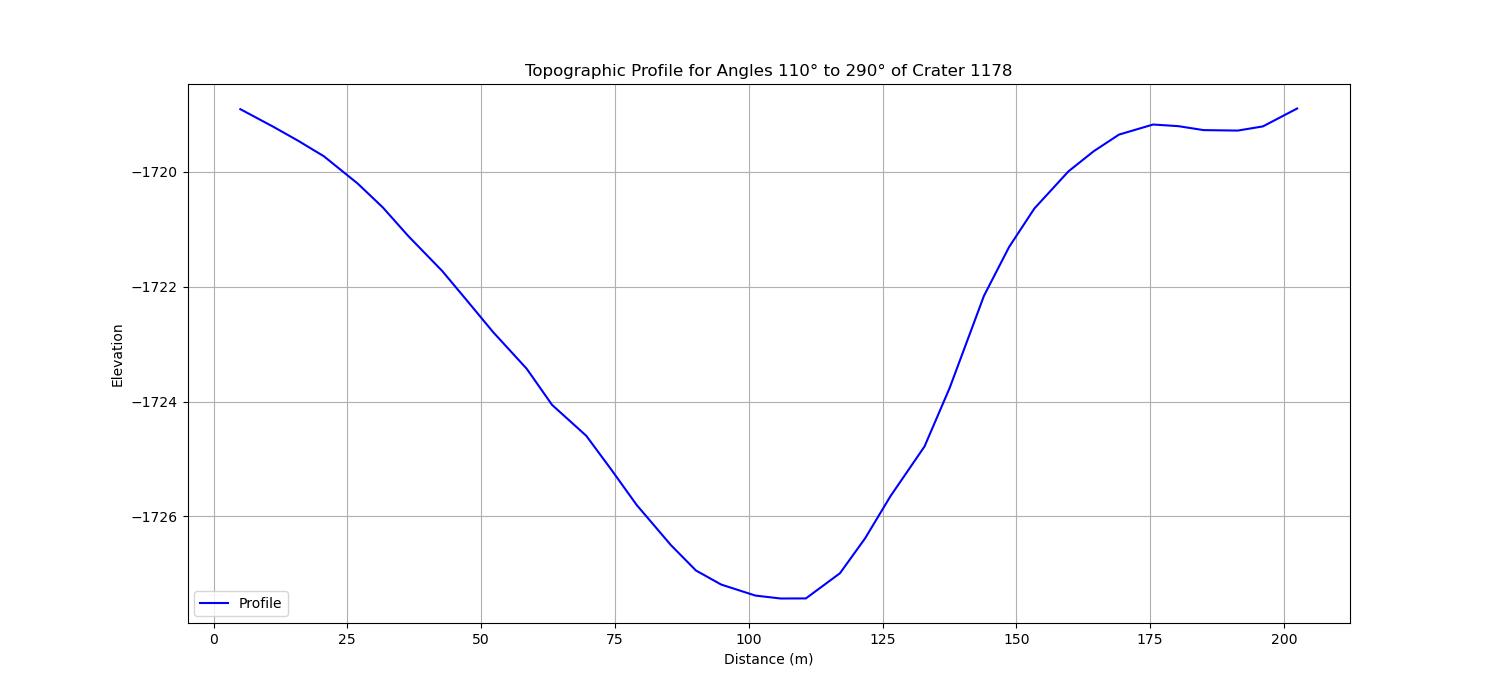 Topographic Profile for Angles 110° to 290° of Crater 1178
Elevation
−1720
−1722
−1724
−1726
Profile
0 25 50 75 100 125 150 175 200
Distance (m)